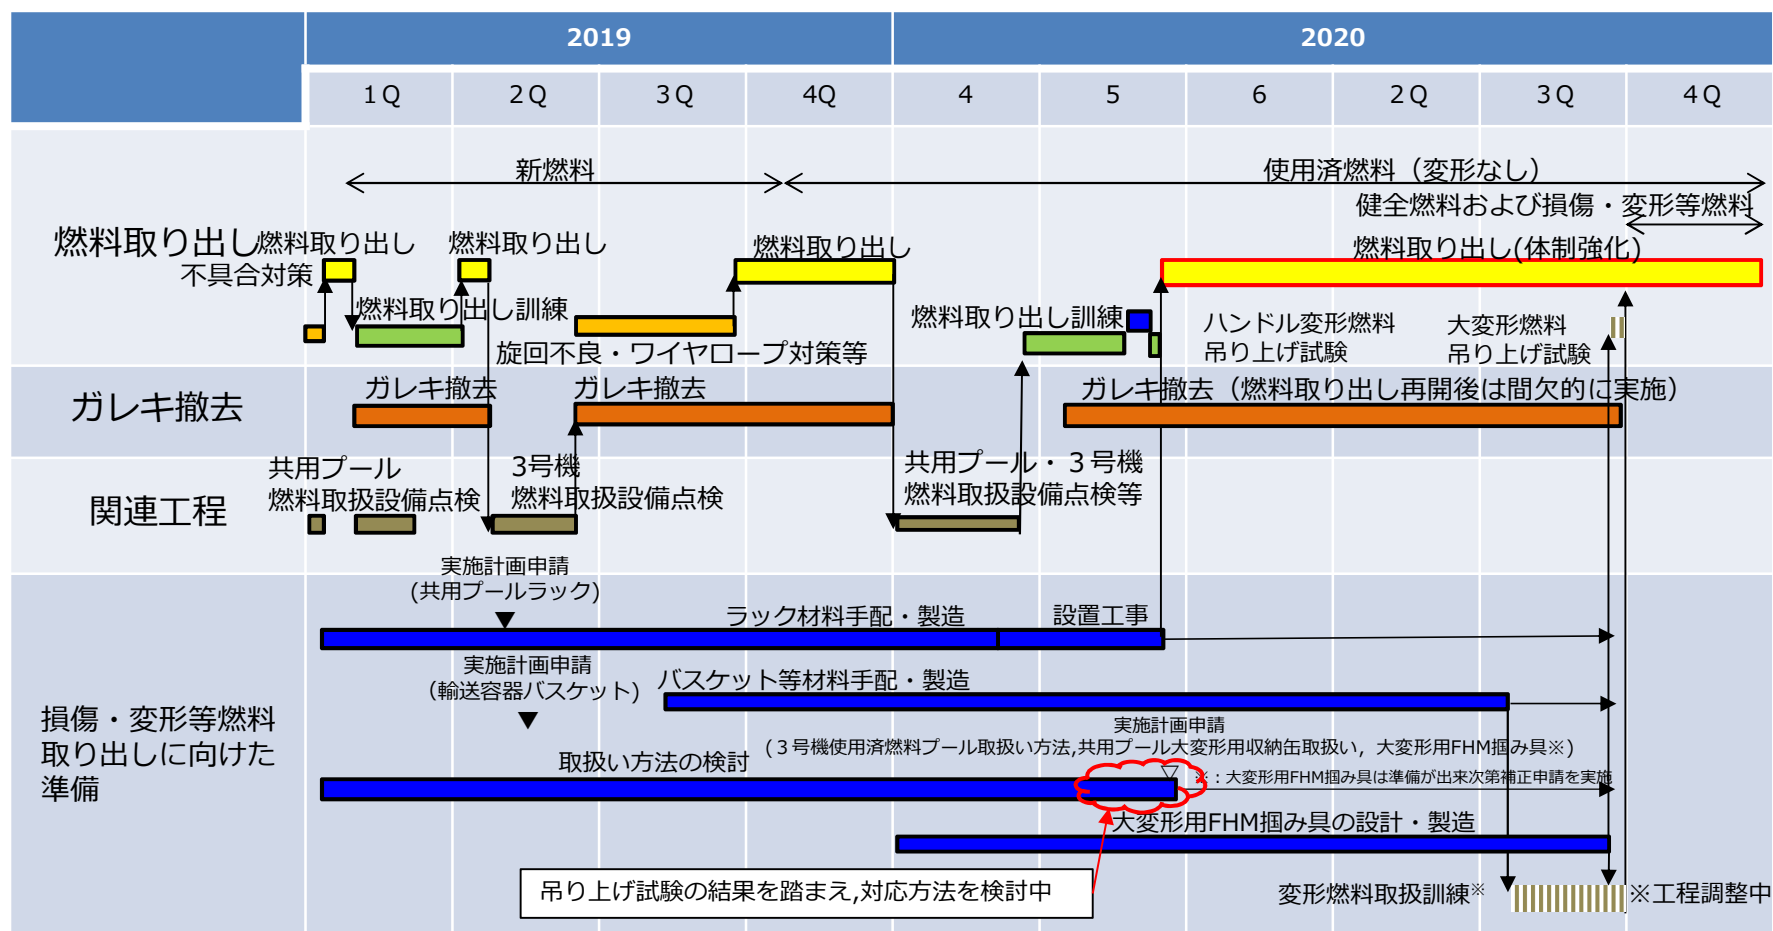 2019
2020
1Q
2Q
3Q
4Q
4
5
6
2Q
3Q
4Q
新燃料
使用済燃料（変形なし）
健全燃料および損傷・変形等燃料
燃料取り出し
燃料取り出し
燃料取り出し
燃料取り出し
燃料取り出し(体制強化)
不具合対策
燃料取り出し訓練
旋回不良・ワイヤロープ対策等
燃料取り出し訓練
ハンドル変形燃料
吊り上げ試験
大変形燃料
吊り上げ試験
ガレキ撤去
ガレキ撤去
ガレキ撤去
ガレキ撤去（燃料取り出し再開後は間欠的に実施）
関連工程
共用プール
燃料取扱設備点検
3号機
燃料取扱設備点検
共用プール・３号機
燃料取扱設備点検等
損傷・変形等燃料
取り出しに向けた
準備
実施計画申請
(共用プールラック)
ラック材料手配・製造
設置工事
実施計画申請
（輸送容器バスケット)
バスケット等材料手配・製造
実施計画申請
（３号機使用済燃料プール取扱い方法,共用プール大変形用収納缶取扱い，大変形用FHM掴み具※）
取扱い方法の検討
※：大変形用FHM掴み具は準備が出来次第補正申請を実施
大変形用FHM掴み具の設計・製造
吊り上げ試験の結果を踏まえ,対応方法を検討中
変形燃料取扱訓練※
※工程調整中